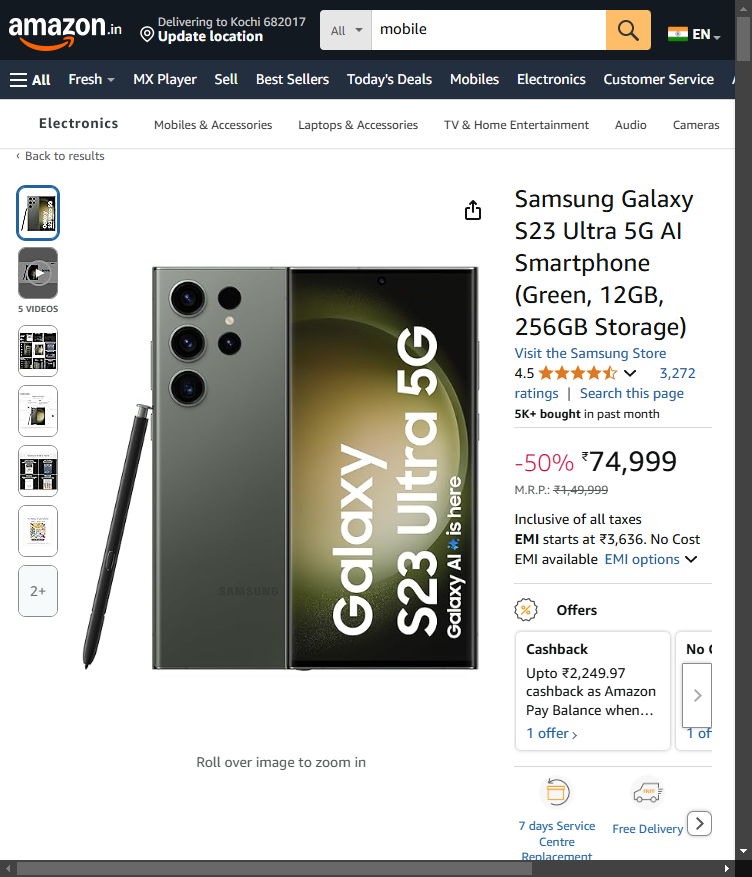 amazon.in
Delivering to Kochi 682017
Update location
All
mobile
EN
All
Fresh
MX Player
Sell
Best Sellers
Today's Deals
Mobiles
Electronics
Customer Service
Electronics
Mobiles & Accessories
Laptops & Accessories
TV & Home Entertainment
Audio
Cameras
‹ Back to results
5 VIDEOS
2+
SAMSUNG
Galaxy
S23 Ultra 5G
Galaxy AI is here
Roll over image to zoom in
Samsung Galaxy
S23 Ultra 5G AI
Smartphone
(Green, 12GB,
256GB Storage)
Visit the Samsung Store
4.5 3,272
ratings | Search this page
5K+ bought in past month
-50% ₹74,999
M.R.P.: ₹1,49,999
Inclusive of all taxes
EMI starts at ₹3,636. No Cost
EMI available EMI options
Offers
Cashback
Upto ₹2,249.97
cashback as Amazon
Pay Balance when…
1 offer ›
No
1 of
7 days Service
Centre
Replacement
FREE
Free Delivery